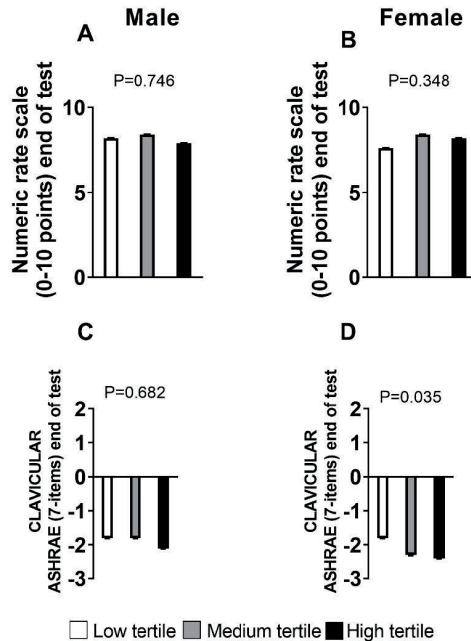 Male
Female
A
B
P=0.746
P=0.348
Numeric rate scale
(0-10 points) end of test
10
5
0
Numeric rate scale
(0-10 points) end of test
10
5
0
C
D
P=0.682
P=0.035
CLAVICULAR
ASHRAE (7-items) end of test
2
1
0
-1
-2
-3
CLAVICULAR
ASHRAE (7-items) end of test
2
1
0
-1
-2
-3
Low tertile Medium tertile High tertile